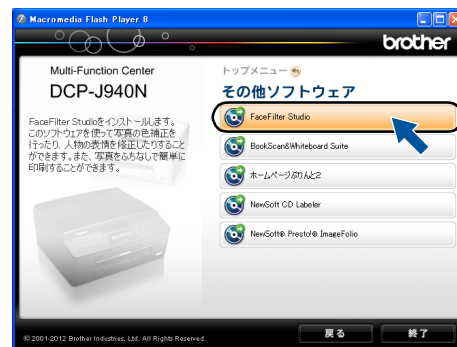 Macromedia Flash Player 8
brother
Multi-Function Center
DCP-J940N
FaceFilter Studioをインストールします。
このソフトウェアを使って写真の色補正を
行ったり、人物の表情を修正したりすること
ができます。また、写真をふちなしで簡単に
印刷することができます。
トップメニュー
その他ソフトウェア
FaceFilter Studio
BookScan&Whiteboard Suite
ホームページぷりんと2
NewSoft CD Labeler
NewSoft® Presto!® ImageFolio
© 2001-2012 Brother Industries, Ltd. All Rights Reserved.
戻る
終了